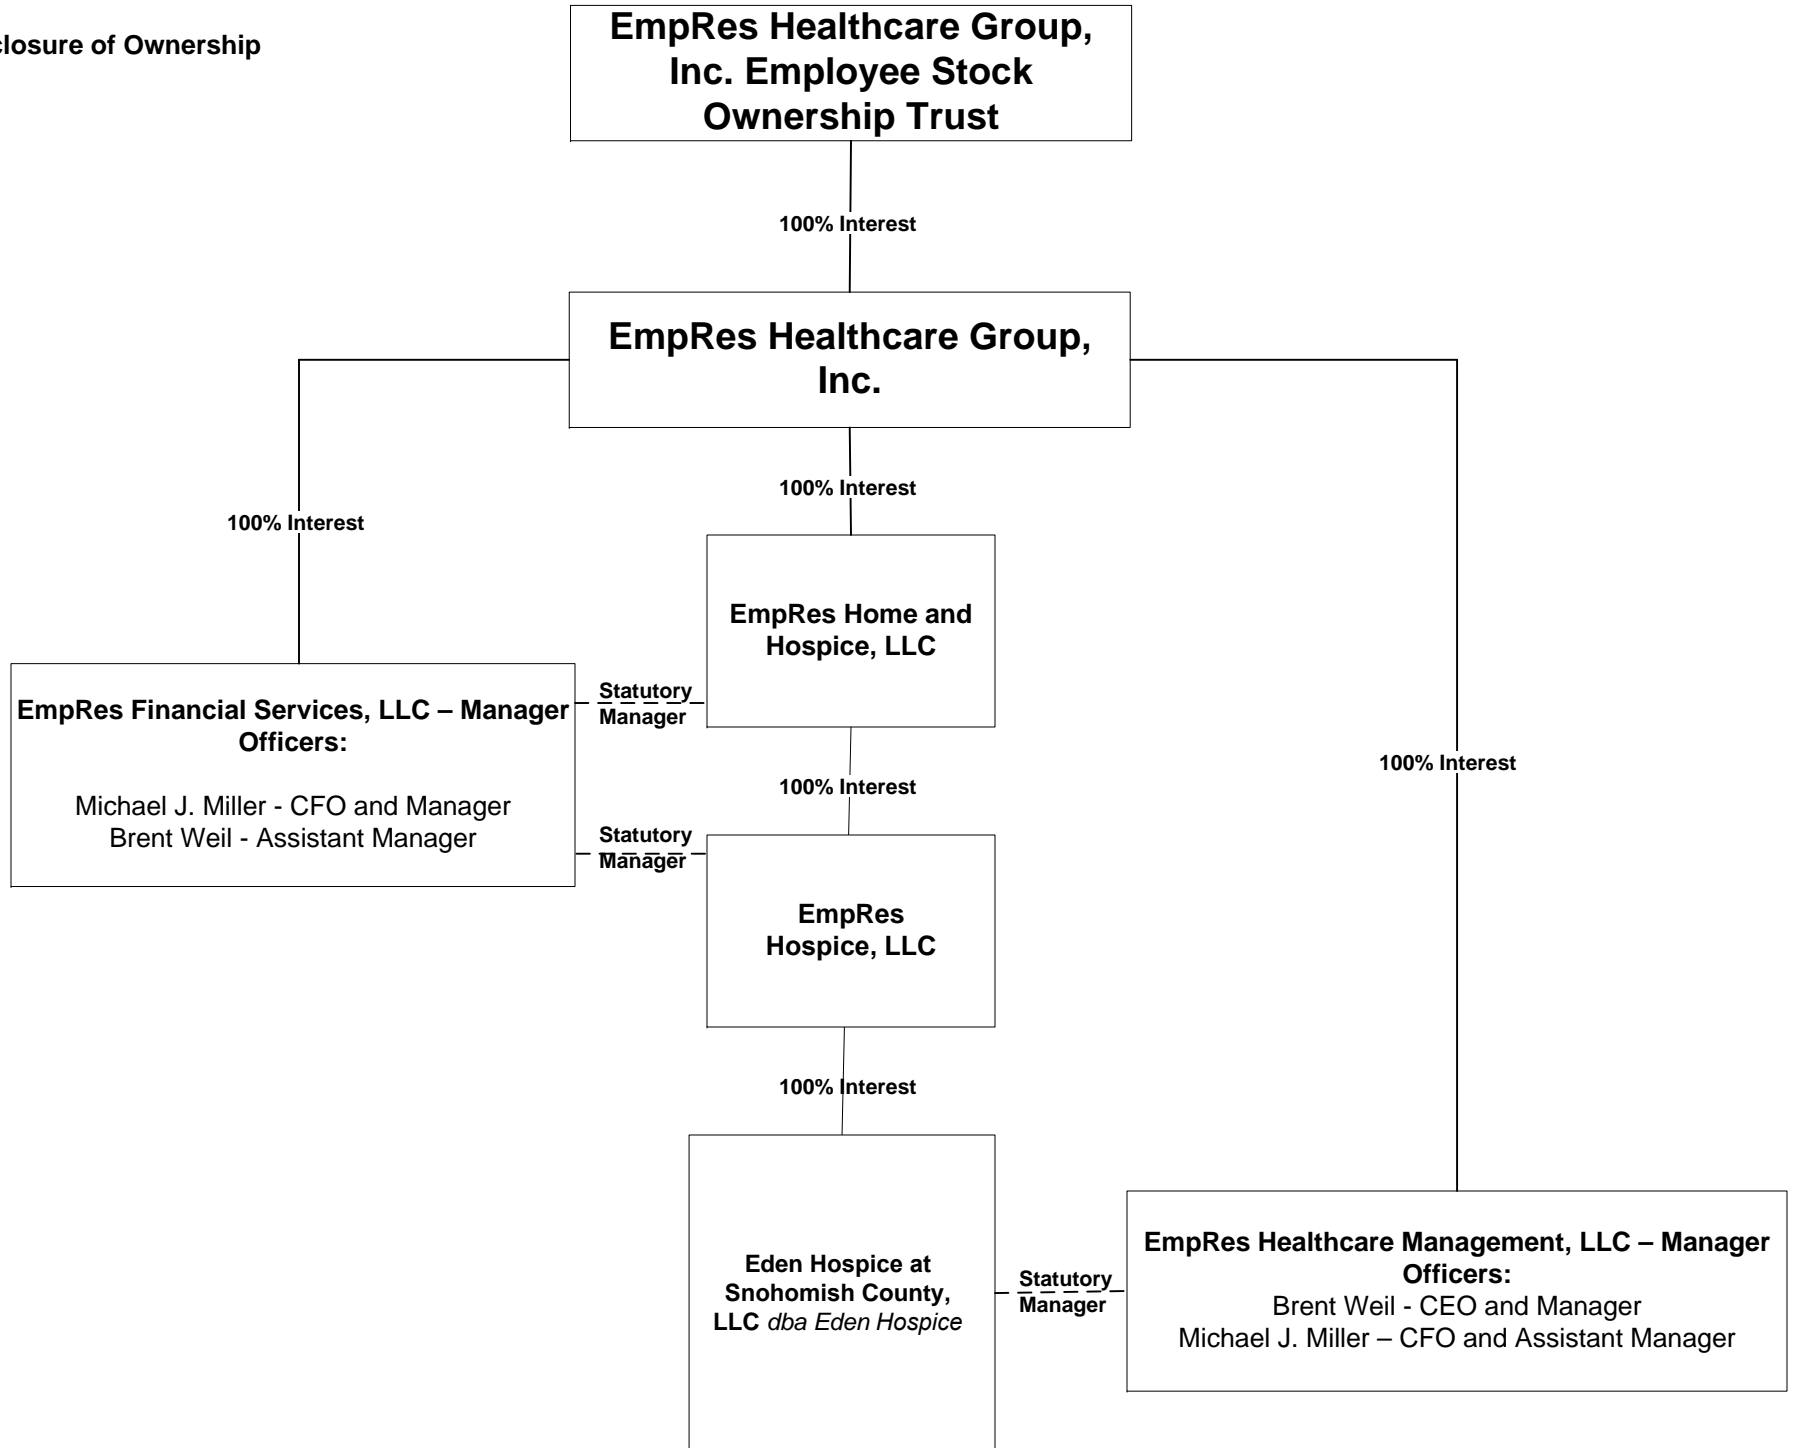 closure of Ownership
EmpRes Healthcare Group,
Inc. Employee Stock
Ownership Trust
100% Interest
EmpRes Healthcare Group,
Inc.
100% Interest
100% Interest
EmpRes Home and
Hospice, LLC
Statutory
Manager
EmpRes Financial Services, LLC – Manager
Officers:
Michael J. Miller - CFO and Manager
Brent Weil - Assistant Manager
100% Interest
100% Interest
Statutory
Manager
EmpRes
Hospice, LLC
100% Interest
Eden Hospice at
Snohomish County,
LLC dba Eden Hospice
Statutory
Manager
EmpRes Healthcare Management, LLC – Manager
Officers:
Brent Weil - CEO and Manager
Michael J. Miller – CFO and Assistant Manager